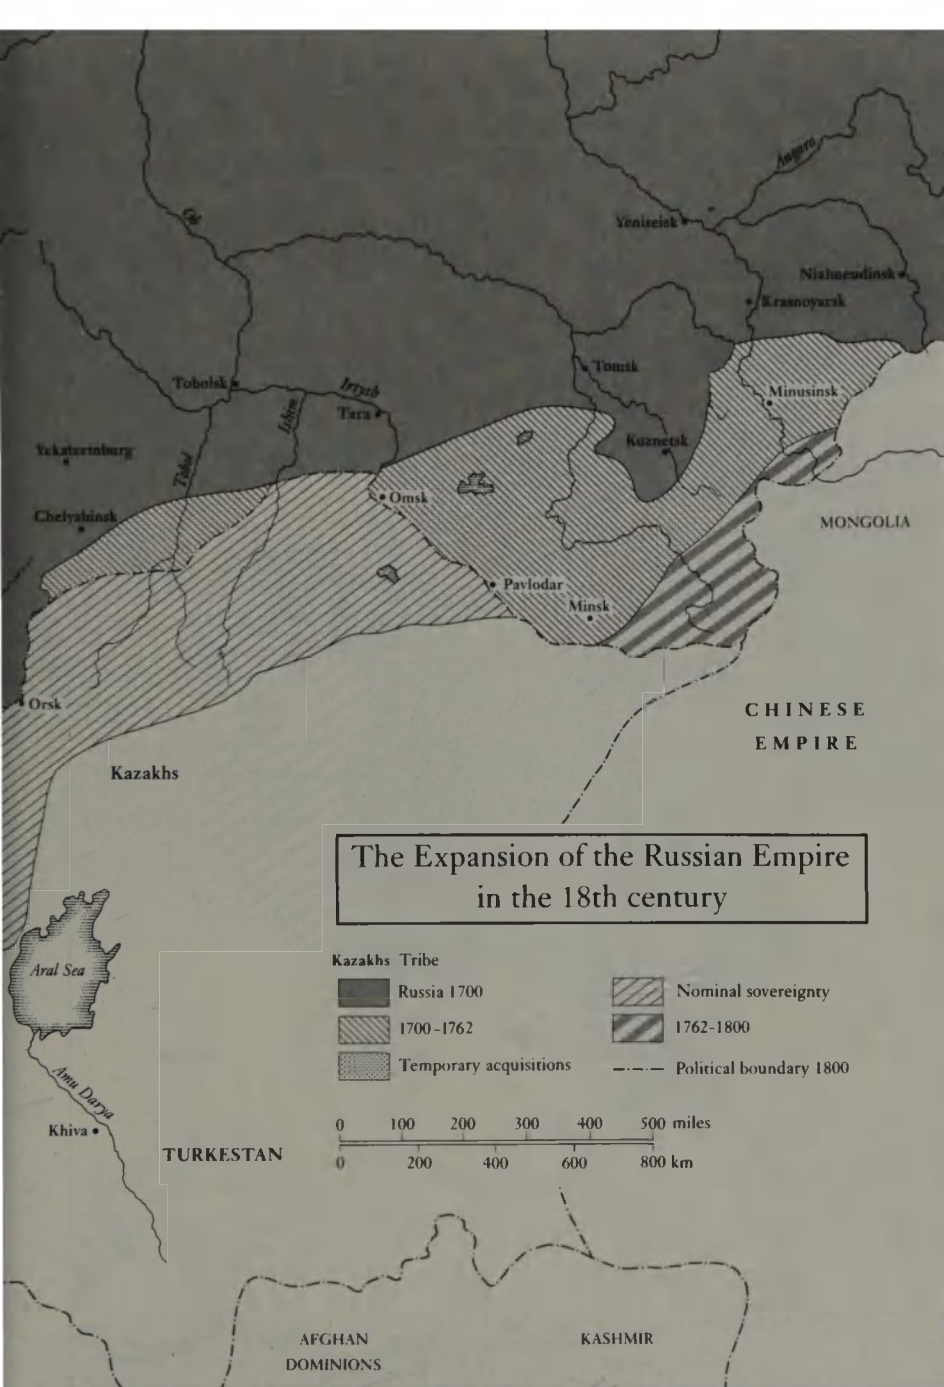 Angara
Ob
Yeniseisk
Nizhneudinsk
Krasnoyarsk
Tomsk
Tobolsk
Irtysh
Minusinsk
Ishim
Tara
Kuznetsk
Yekaterinburg
Tobol
Omsk
Chelyabinsk
MONGOLIA
Pavlodar
Minsk
Orsk
CHINESE
EMPIRE
Kazakhs
The Expansion of the Russian Empire
in the 18th century
Kazakhs Tribe
Aral Sea
Russia 1700
Nominal sovereignty
1700-1762
1762-1800
Temporary acquisitions
Political boundary 1800
Amu Darya
0 100 200 300 400 500 miles
Khiva
TURKESTAN
0 200 400 600 800 km
AFGHAN
DOMINIONS
KASHMIR